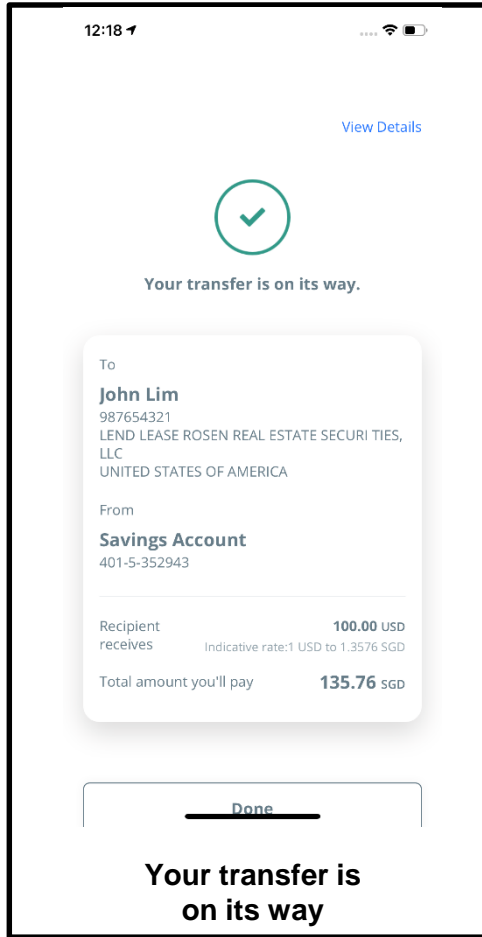 12:18
View Details
Your transfer is on its way.
To
John Lim
987654321
LEND LEASE ROSEN REAL ESTATE SECURI TIES,
LLC
UNITED STATES OF AMERICA
From
Savings Account
401-5-352943
Recipient 100.00 USD
receives Indicative rate:1 USD to 1.3576 SGD
Total amount you'll pay 135.76 SGD
Done
Your transfer is
on its way